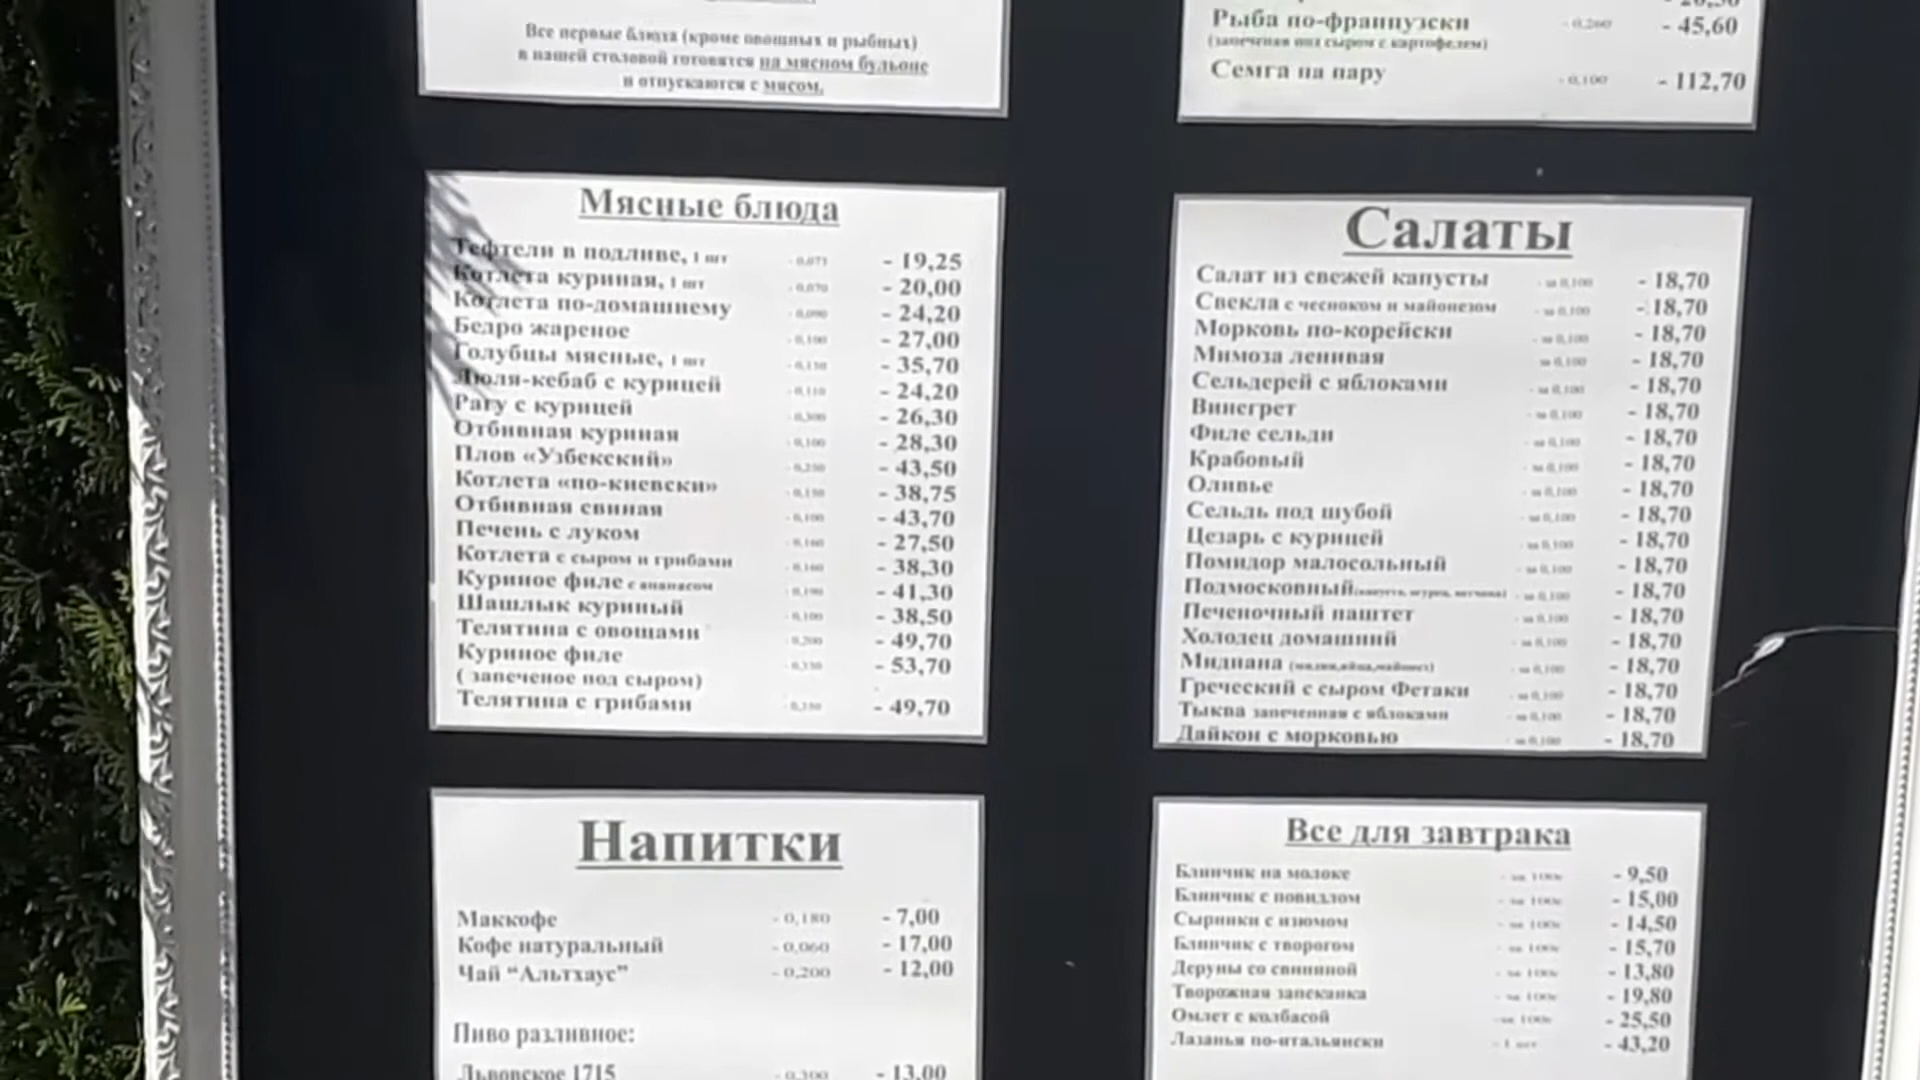 Все первые блюда (кроме овощных и рыбных)
в нашей столовой готовятся на мясном бульоне
и отпускаются с мясом.
Рыба по-французски - 0,260 - 45,60
(запеченная под сыром с картофелем)
Семга на пару - 0,100 - 112,70
Мясные блюда
Тефтели в подливе, 1 шт - 0,075 - 19,25
Котлета куриная, 1 шт - 0,070 - 20,00
Котлета по-домашнему - 0,090 - 24,20
Бедро жареное - 0,100 - 27,00
Голубцы мясные, 1 шт - 0,150 - 35,70
Люля-кебаб с курицей - 0,110 - 24,20
Рагу с курицей - 0,300 - 26,30
Отбивная куриная - 0,100 - 28,30
Плов «Узбекский» - 0,250 - 43,50
Котлета «по-киевски» - 0,150 - 38,75
Отбивная свиная - 0,100 - 43,70
Печень с луком - 0,160 - 27,50
Котлета с сыром и грибами - 0,160 - 38,30
Куриное филе с ананасом - 0,190 - 41,30
Шашлык куриный - 0,100 - 38,50
Телятина с овощами - 0,200 - 49,70
Куриное филе - 0,150 - 53,70
( запеченое под сыром)
Телятина с грибами - 0,150 - 49,70
Салаты
Салат из свежей капусты - за 0,100 - 18,70
Свекла с чесноком и майонезом - за 0,100 - 18,70
Морковь по-корейски - за 0,100 - 18,70
Мимоза ленивая за 0,100 - 18,70
Сельдерей с яблоками - за 0,100 - 18,70
Винегрет - за 0,100 - 18,70
Филе сельди - за 0,100 - 18,70
Крабовый - за 0,100 - 18,70
Оливье - за 0,100 - 18,70
Сельдь под шубой - за 0,100 - 18,70
Цезарь с курицей - за 0,100 - 18,70
Помидор малосольный - за 0,100 - 18,70
Подмосковный - за 0,100 - 18,70
Печеночный паштет - за 0,100 - 18,70
Холодец домашний - за 0,100 - 18,70
Мидиана - за 0,100 - 18,70
Греческий с сыром Фетаки - за 0,100 - 18,70
Тыква запеченная с яблоками - за 0,100 - 18,70
Дайкон с морковью - за 0,100 - 18,70
Напитки
Маккофе - 0,180 - 7,00
Кофе натуральный - 0,060 - 17,00
Чай “Альтхаус” - 0,200 - 12,00
Пиво разливное:
Львовское 1715 - 0,300 - 13,00
Все для завтрака
Блинчик на молоке - за 100г - 9,50
Блинчик с повидлом - за 100г - 15,00
Сырники с изюмом - за 100г - 14,50
Блинчик с творогом - за 100г - 15,70
Деруны со свининой - за 100г - 13,80
Творожная запеканка - за 100г - 19,80
Омлет с колбасой - за 100г - 25,50
Лазанья по-итальянски - 1 шт - 43,20